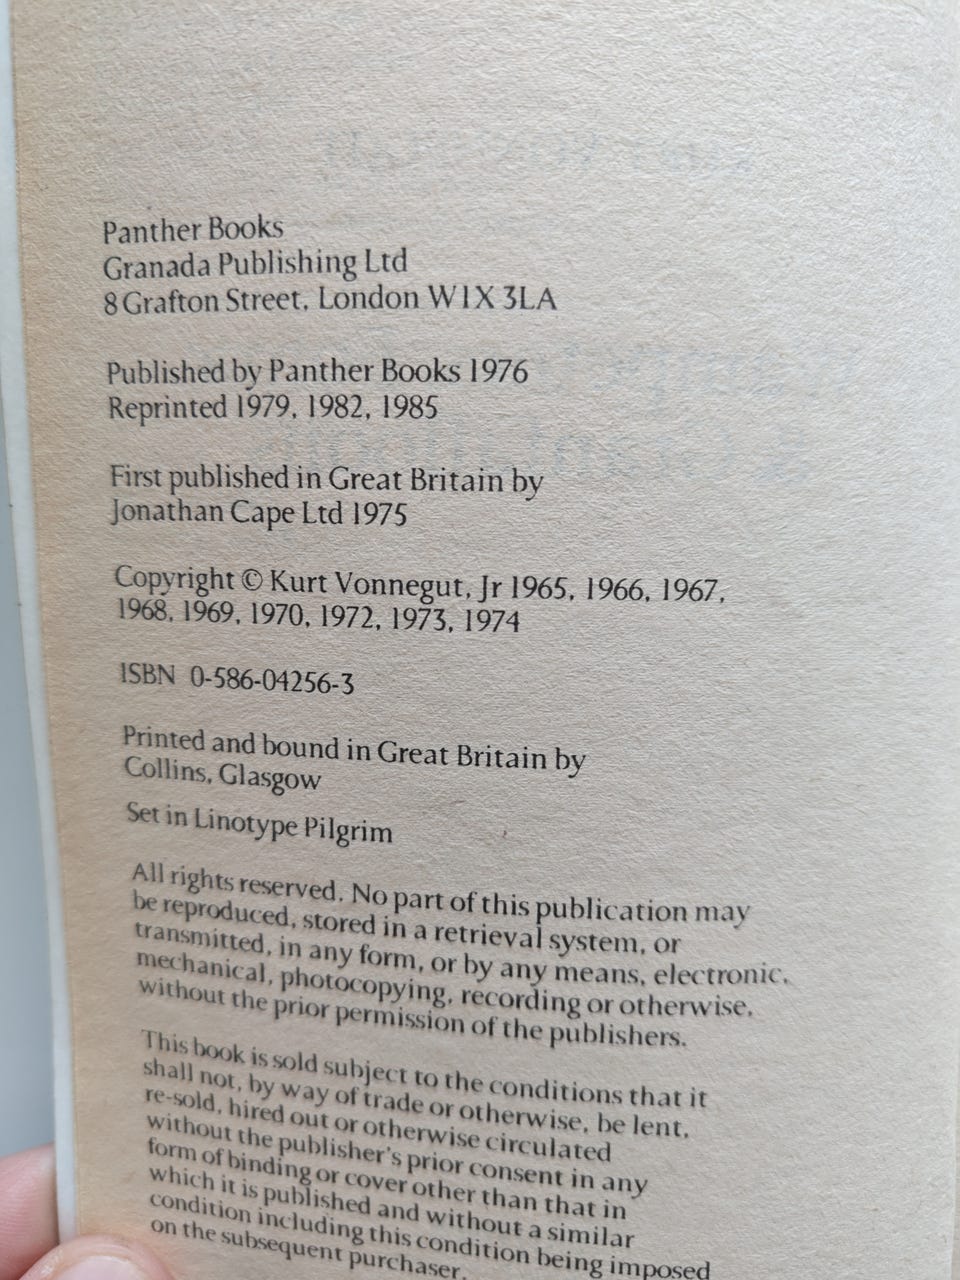 Panther Books
Granada Publishing Ltd
8 Grafton Street, London W1X 3LA
Published by Panther Books 1976
Reprinted 1979, 1982, 1985
First published in Great Britain by
Jonathan Cape Ltd 1975
Copyright © Kurt Vonnegut, Jr 1965, 1966, 1967,
1968, 1969, 1970, 1972, 1973, 1974
ISBN 0-586-04256-3
Printed and bound in Great Britain by
Collins, Glasgow
Set in Linotype Pilgrim
All rights reserved. No part of this publication may
be reproduced, stored in a retrieval system, or
transmitted, in any form, or by any means, electronic,
mechanical, photocopying, recording or otherwise,
without the prior permission of the publishers.
This book is sold subject to the conditions that it
shall not, by way of trade or otherwise, be lent,
re-sold, hired out or otherwise circulated
without the publisher's prior consent in any
form of binding or cover other than that in
which it is published and without a similar
condition including this condition being imposed
on the subsequent purchaser.